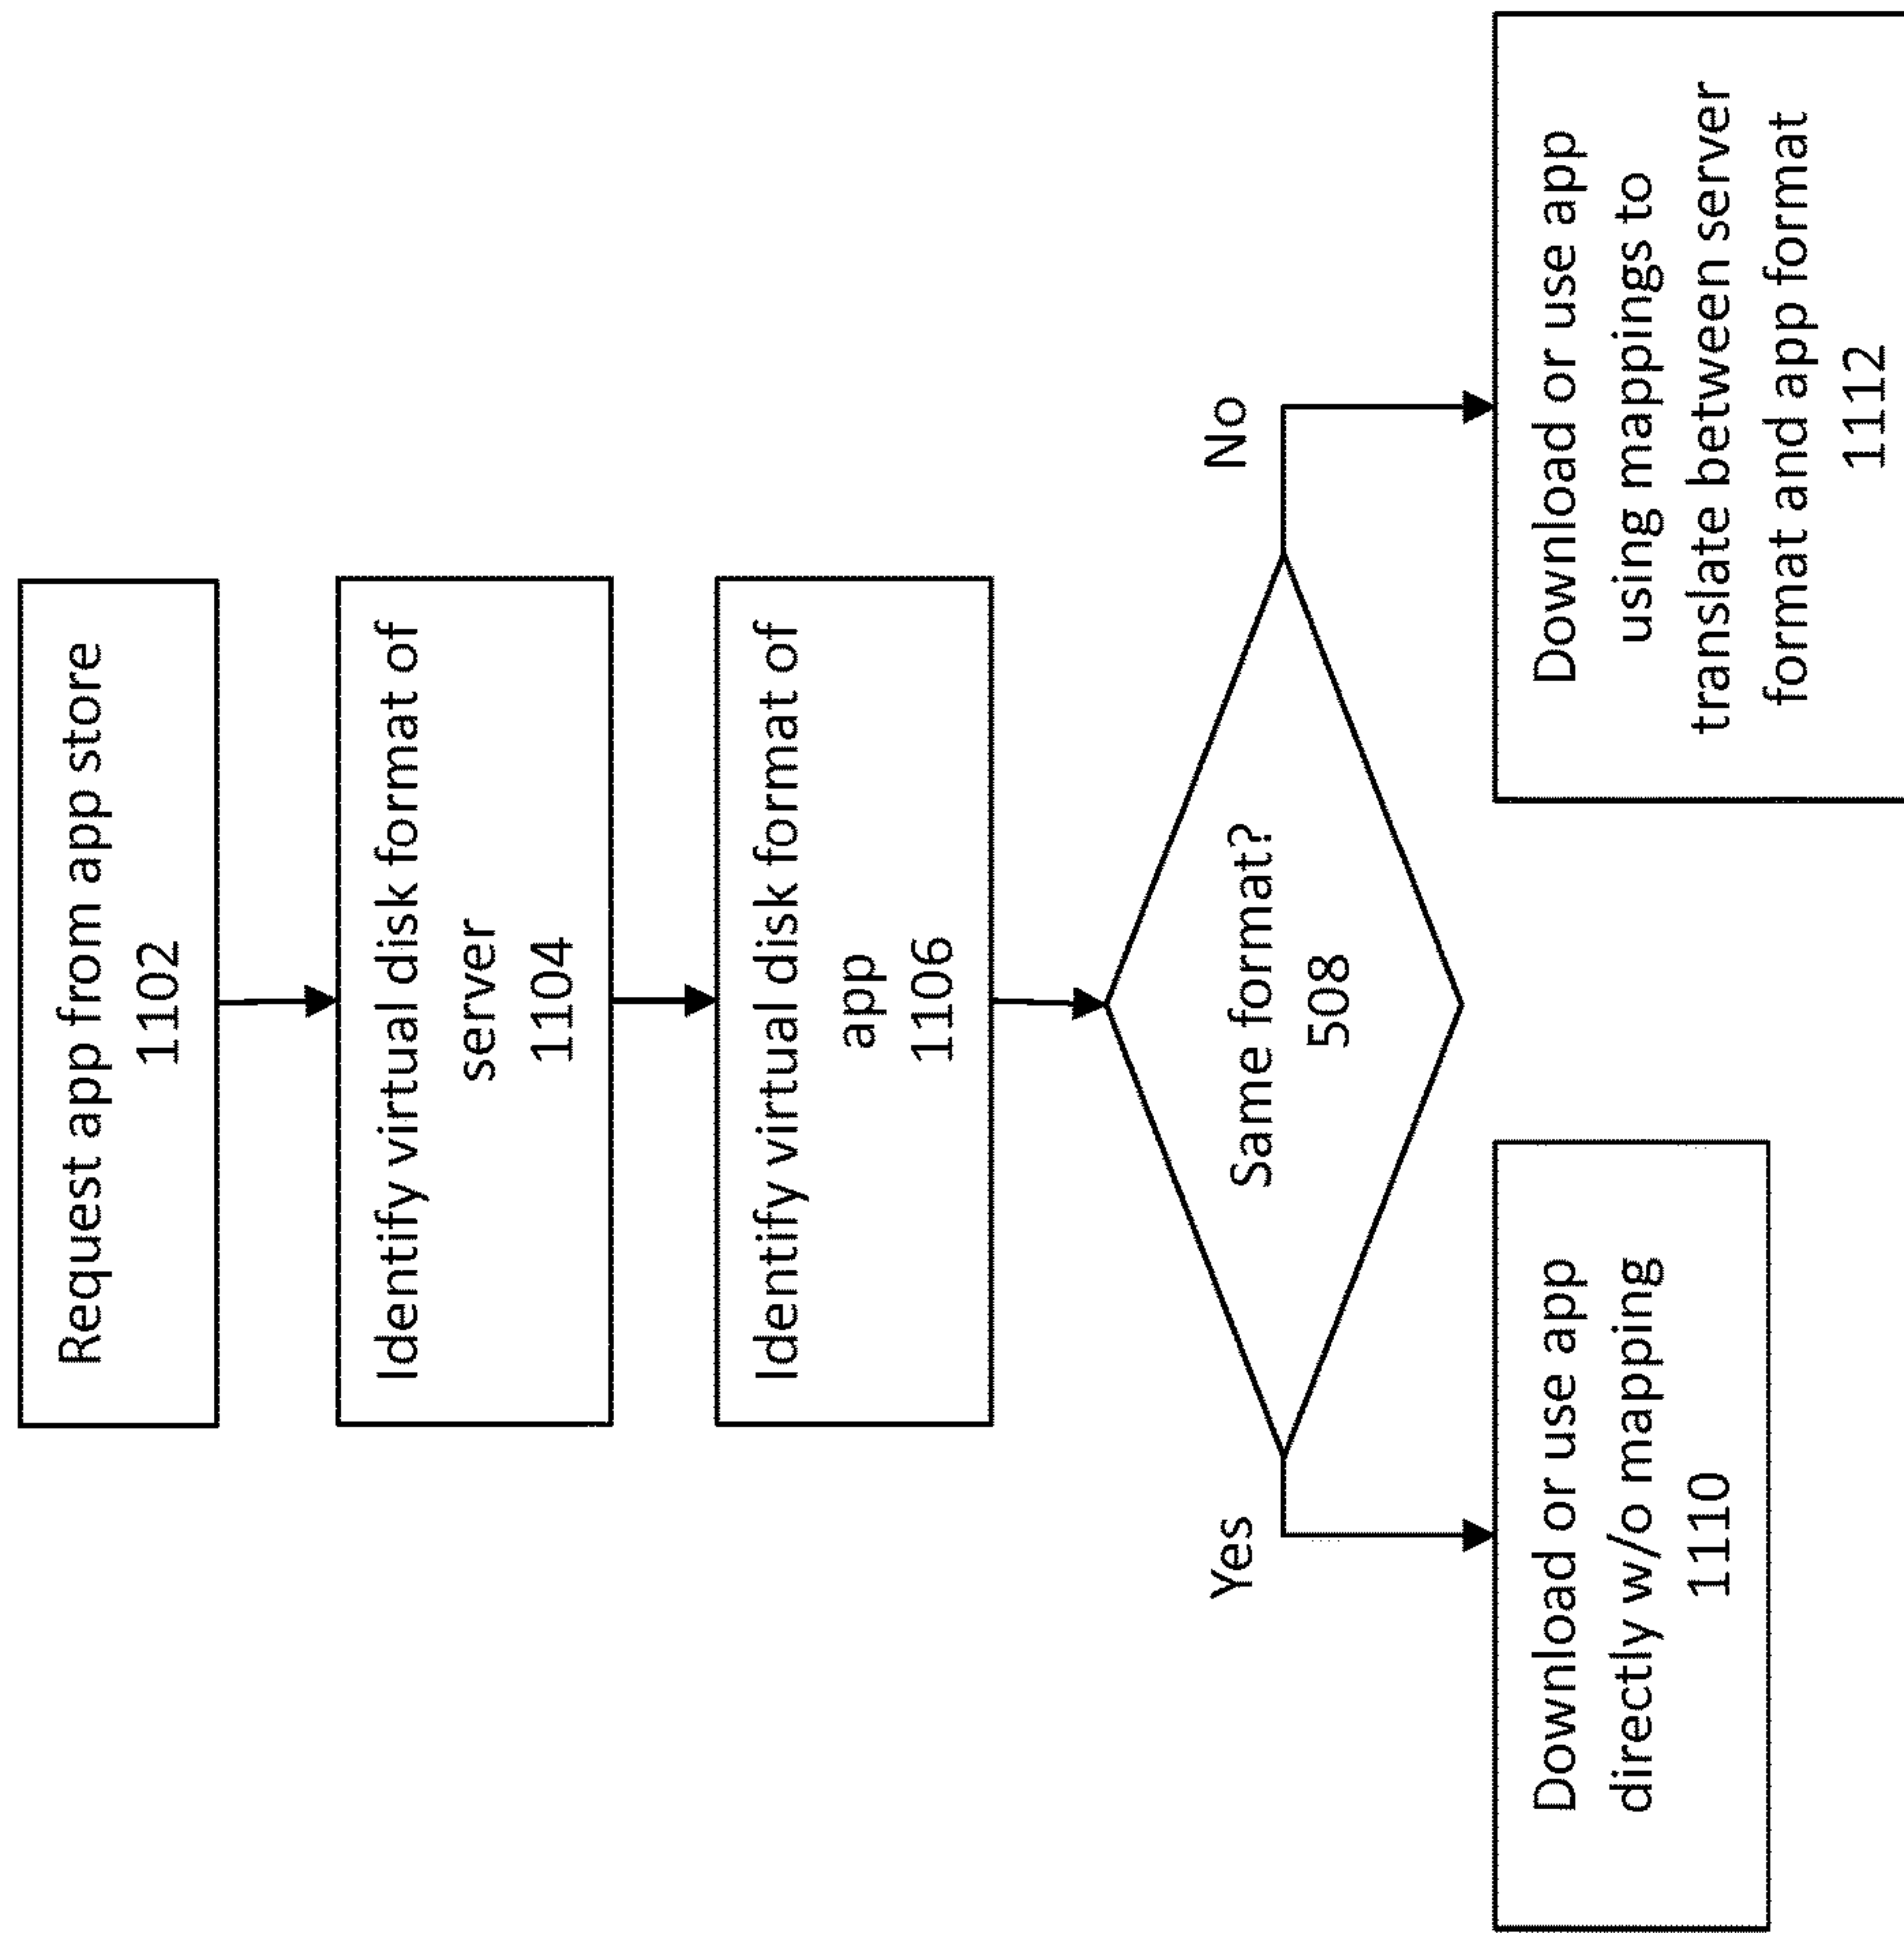 Request app from app store
1102
Identify virtual disk format of
server
1104
Identify virtual disk format of
app
1106
Same format?
508
Yes
No
Download or use app
directly w/o mapping
1110
Download or use app
using mappings to
translate between server
format and app format
1112